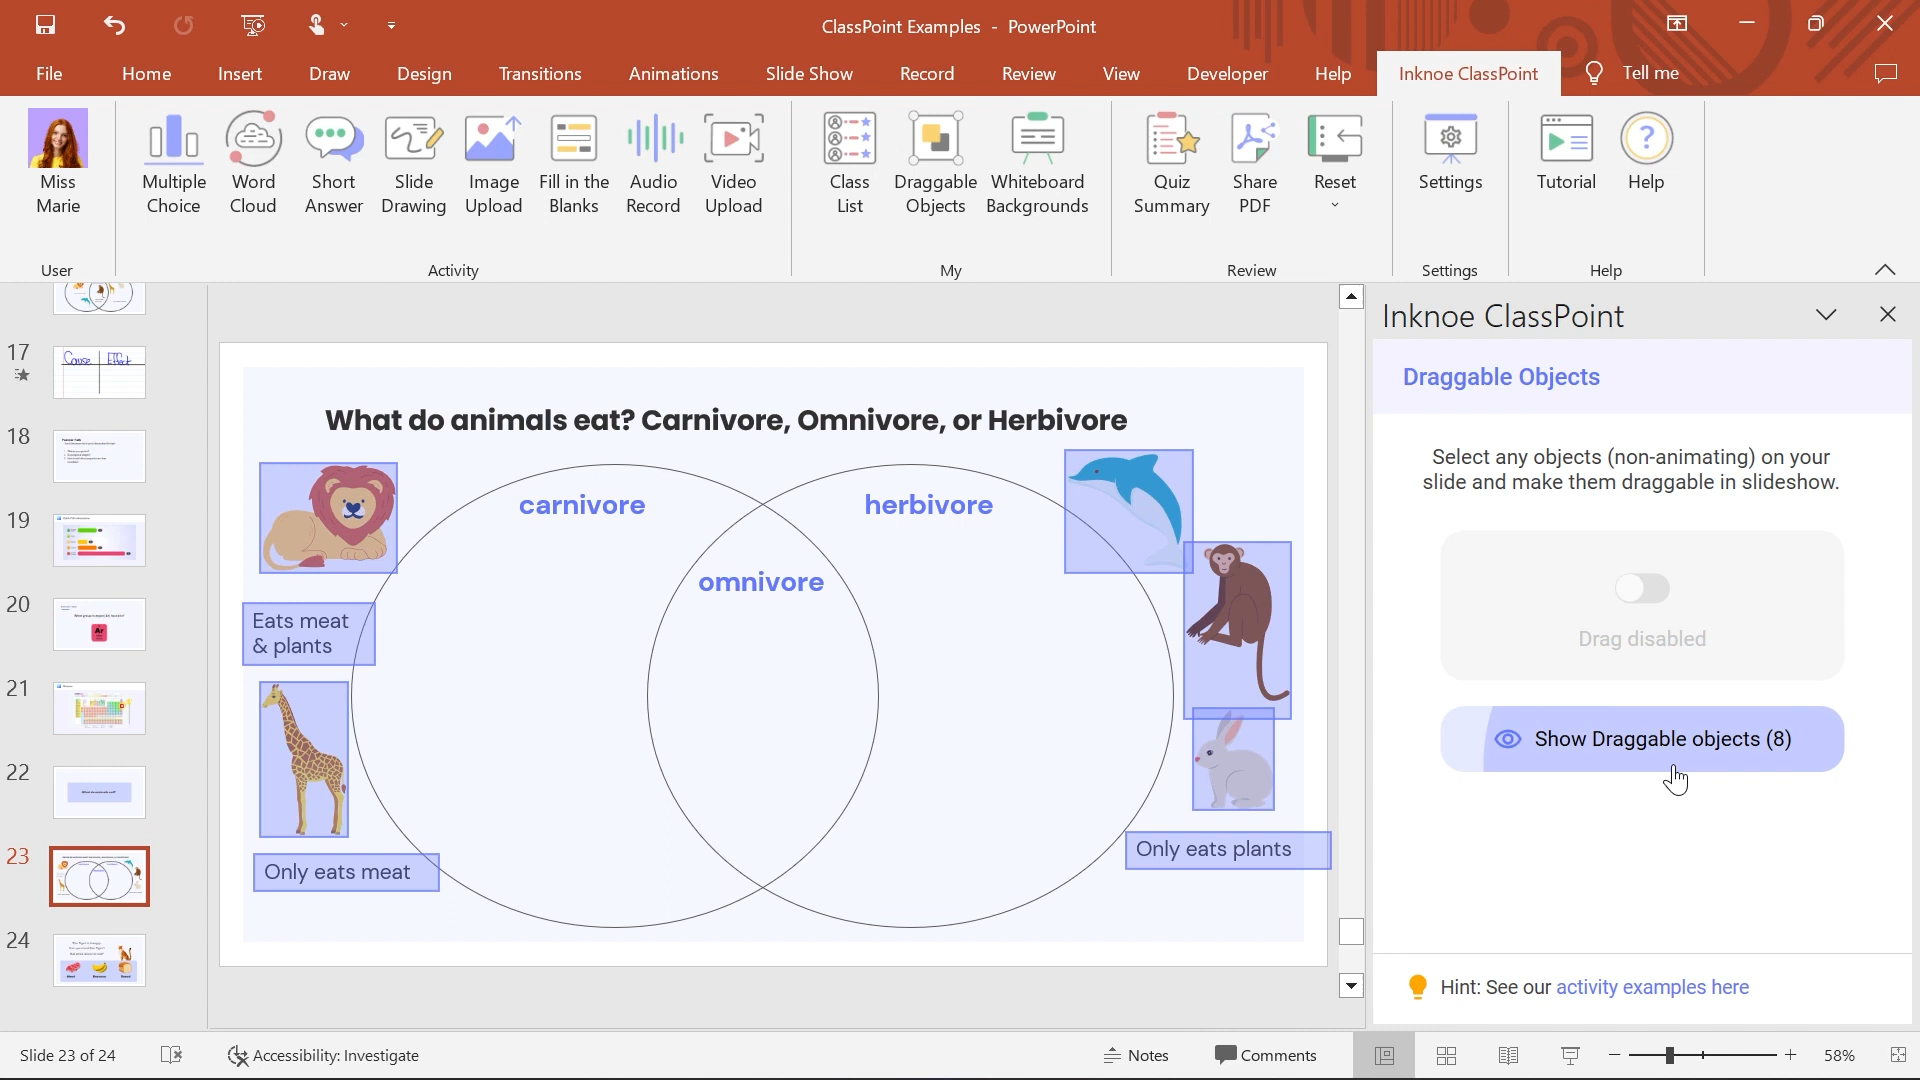 ClassPoint Examples - PowerPoint
File Home Insert Draw Design Transitions Animations Slide Show Record Review View Developer Help Inknoe ClassPoint Tell me
Miss
Marie
Multiple
Choice
Word
Cloud
Short
Answer
Slide
Drawing
Image
Upload
Fill in the
Blanks
Audio
Record
Video
Upload
Class
List
Draggable
Objects
Whiteboard
Backgrounds
Quiz
Summary
Share
PDF
Reset
Settings
Tutorial
Help
User
Activity
My
Review
Settings
Help
17
Cause Effect
18
19
20
Ar
21
22
23
24
What do animals eat? Carnivore, Omnivore, or Herbivore
carnivore
herbivore
omnivore
Eats meat
& plants
Only eats meat
Only eats plants
Inknoe ClassPoint
Draggable Objects
Select any objects (non-animating) on your
slide and make them draggable in slideshow.
Drag disabled
Show Draggable objects (8)
Hint: See our activity examples here
Slide 23 of 24
Accessibility: Investigate
Notes
Comments
58%